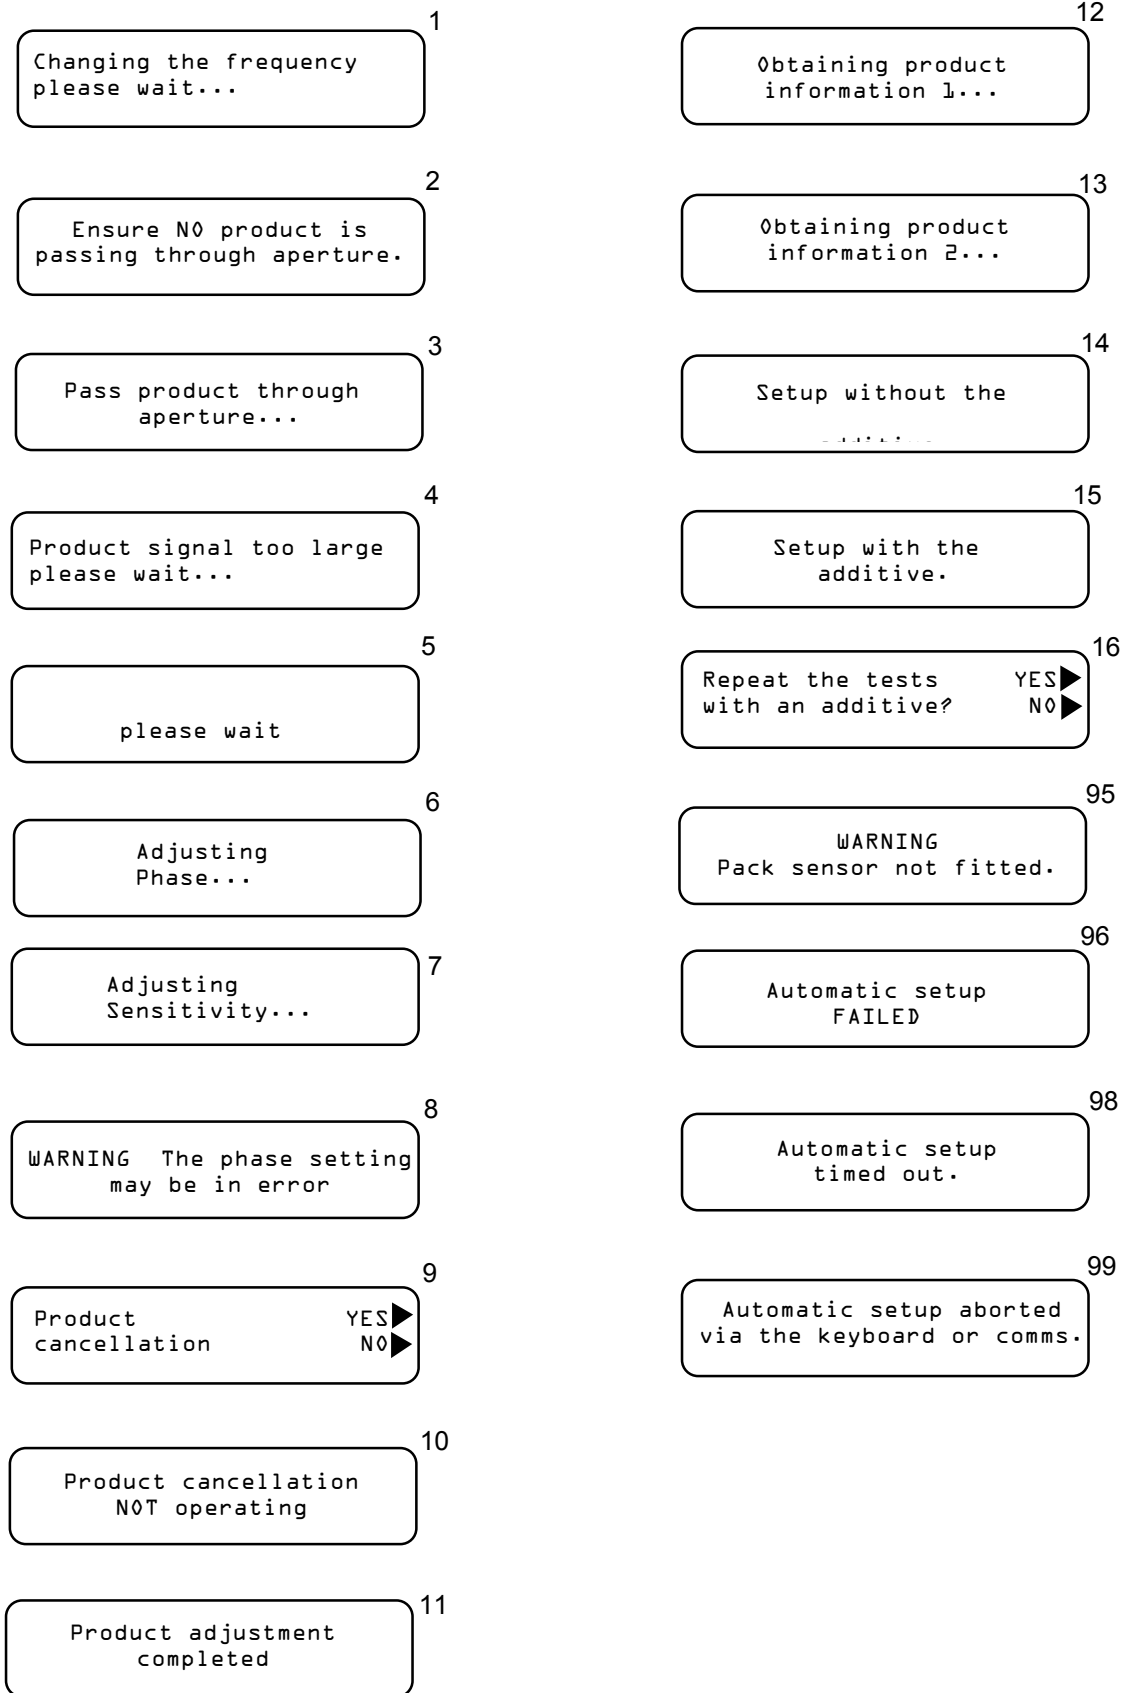 1
Changing the frequency
please wait...
2
Ensure NO product is
passing through aperture.
3
Pass product through
aperture...
4
Product signal too large
please wait...
5
please wait
6
Adjusting
Phase...
7
Adjusting
Sensitivity...
8
WARNING The phase setting
may be in error
9
Product YES
cancellation NO
10
Product cancellation
NOT operating
11
Product adjustment
completed
12
Obtaining product
information 1...
13
Obtaining product
information 2...
14
Setup without the
15
Setup with the
additive.
16
Repeat the tests YES
with an additive? NO
95
WARNING
Pack sensor not fitted.
96
Automatic setup
FAILED
98
Automatic setup
timed out.
99
Automatic setup aborted
via the keyboard or comms.